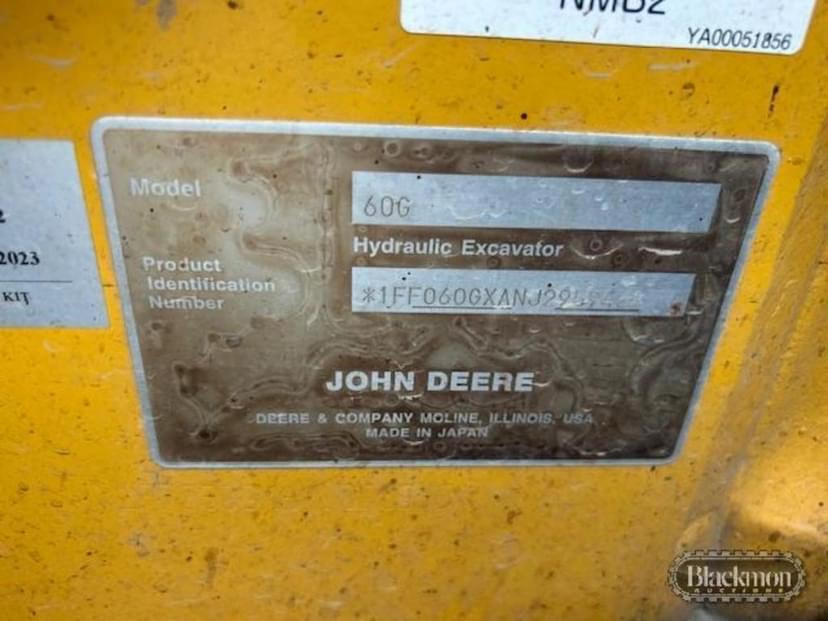 YA00051856
2023
KIT
Model
60G
Hydraulic Excavator
Product
Identification
Number
JOHN DEERE
DEERE & COMPANY MOLINE, ILLINOIS, USA
MADE IN JAPAN
Blackmon
AUCTIONS